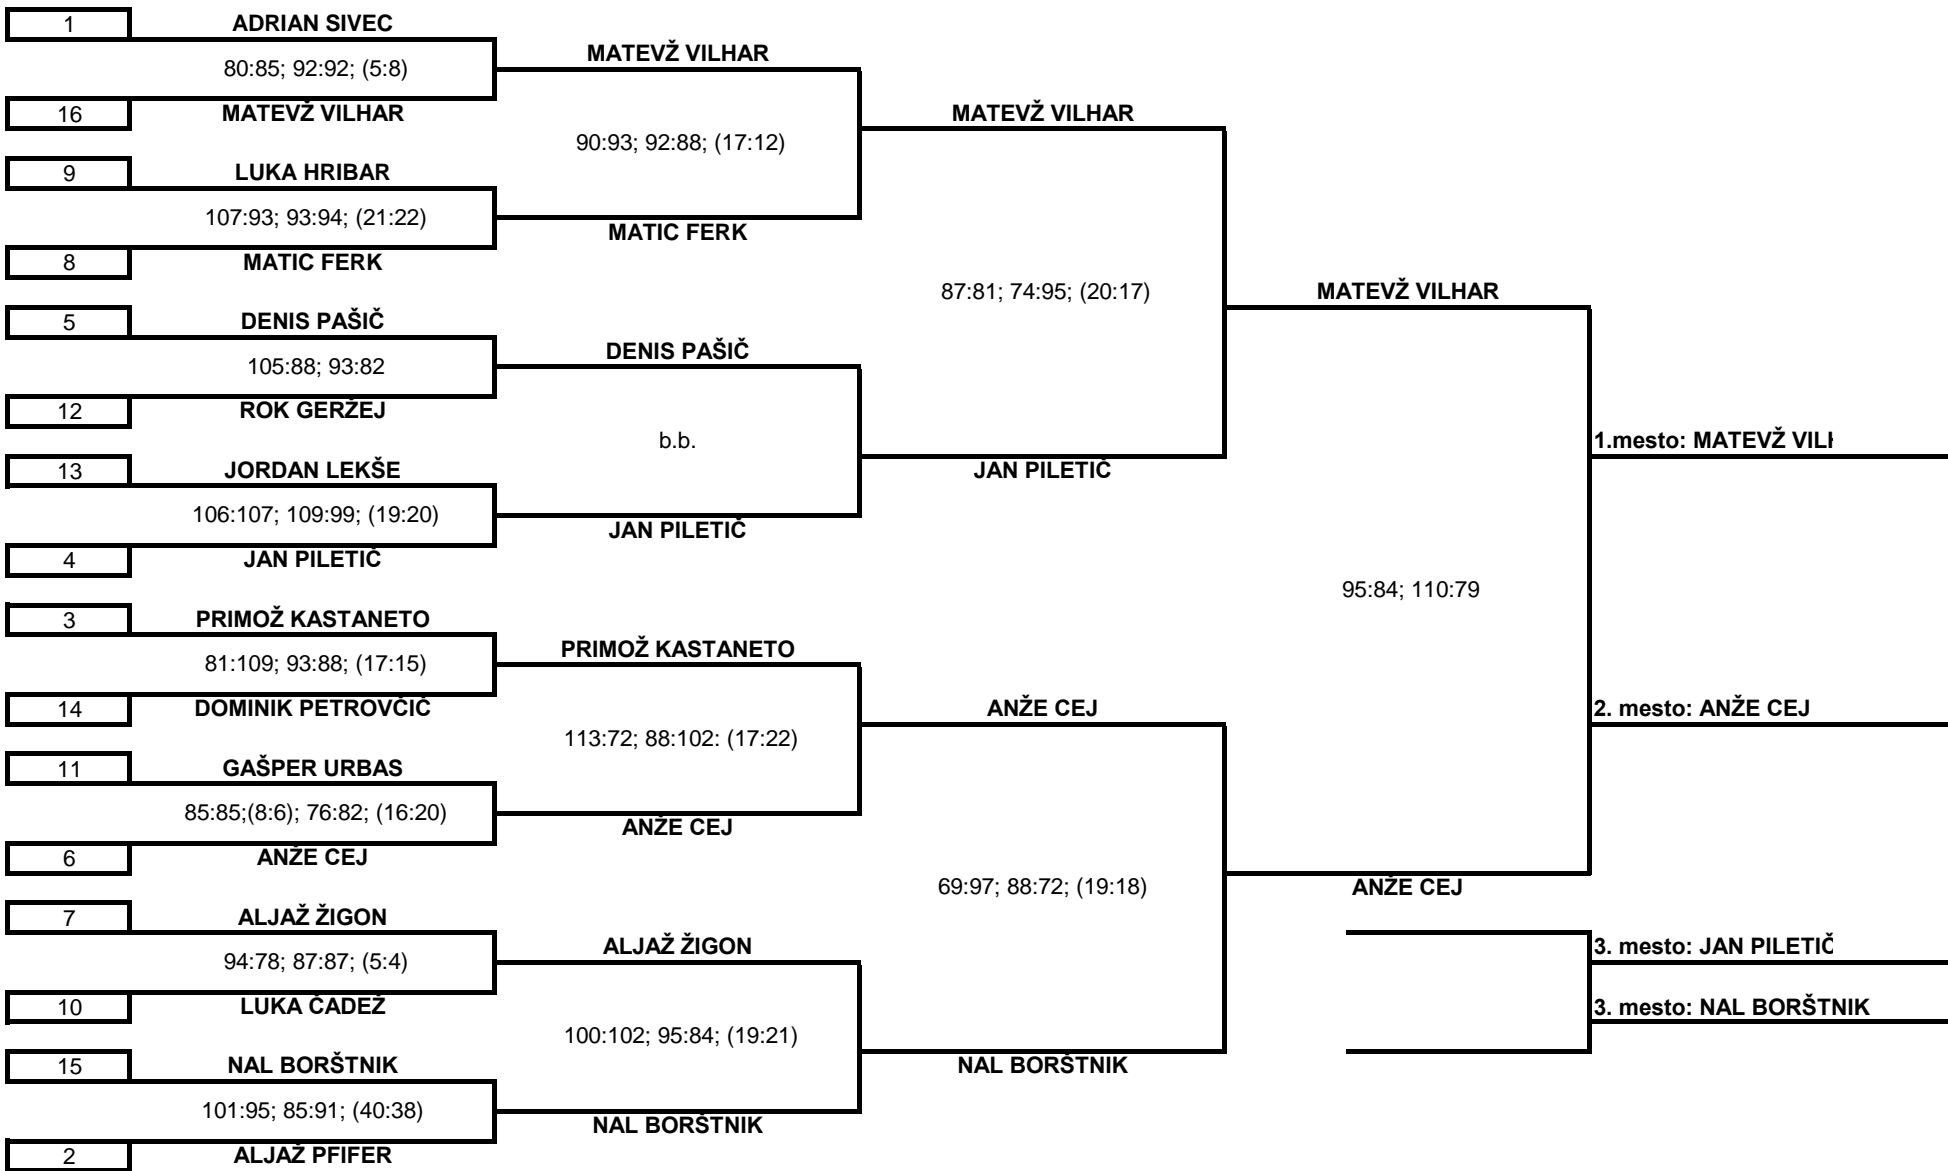 1 ADRIAN SIVEC
80:85; 92:92; (5:8)
16 MATEVŽ VILHAR
9 LUKA HRIBAR
107:93; 93:94; (21:22)
8 MATIC FERK
5 DENIS PAŠIČ
105:88; 93:82
12 ROK GERŽEJ
13 JORDAN LEKŠE
106:107; 109:99; (19:20)
4 JAN PILETIČ
3 PRIMOŽ KASTANETO
81:109; 93:88; (17:15)
14 DOMINIK PETROVČIČ
11 GAŠPER URBAS
85:85;(8:6); 76:82; (16:20)
6 ANŽE CEJ
7 ALJAŽ ŽIGON
94:78; 87:87; (5:4)
10 LUKA ČADEŽ
15 NAL BORŠTNIK
101:95; 85:91; (40:38)
2 ALJAŽ PFIFER
MATEVŽ VILHAR
90:93; 92:88; (17:12)
MATIC FERK
DENIS PAŠIČ
b.b.
JAN PILETIČ
PRIMOŽ KASTANETO
113:72; 88:102: (17:22)
ANŽE CEJ
ALJAŽ ŽIGON
100:102; 95:84; (19:21)
NAL BORŠTNIK
MATEVŽ VILHAR
87:81; 74:95; (20:17)
JAN PILETIČ
ANŽE CEJ
69:97; 88:72; (19:18)
NAL BORŠTNIK
MATEVŽ VILHAR
95:84; 110:79
ANŽE CEJ
1.mesto: MATEVŽ VIL
2. mesto: ANŽE CEJ
3. mesto: JAN PILETIČ
3. mesto: NAL BORŠTNIK